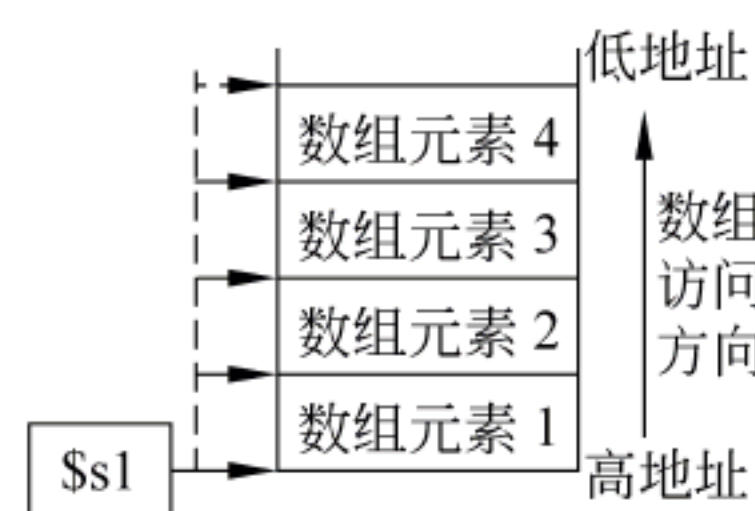 低地址
数组元素 4
数组元素 3
数组
访问
方向
数组元素 2
数组元素 1
$s1
高地址